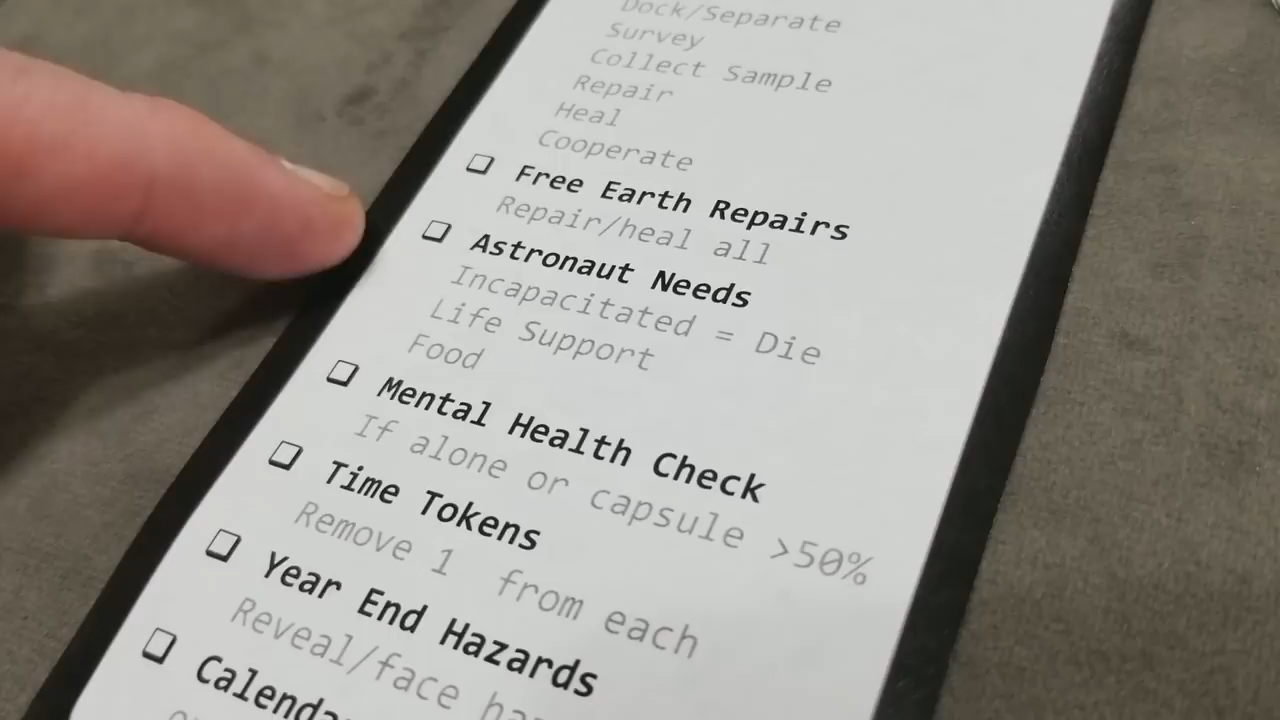 Dock/Separate
Survey
Collect Sample
Repair
Heal
Cooperate
❑ Free Earth Repairs
Repair/heal all
❑ Astronaut Needs
Incapacitated = Die
Life Support
Food
❑ Mental Health Check
If alone or capsule >50%
❑ Time Tokens
Remove 1 from each
❑ Year End Hazards
Reveal/face
❑